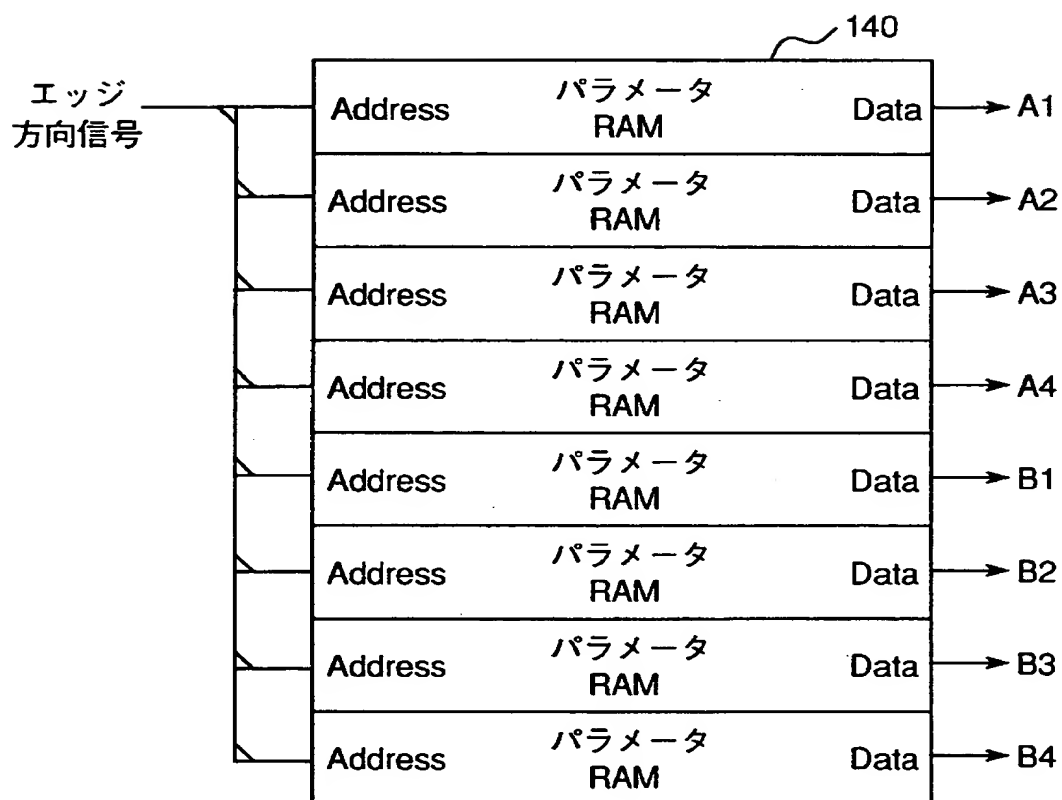 140
エッジ
方向信号
Address パラメータ RAM Data A1
Address パラメータ RAM Data A2
Address パラメータ RAM Data A3
Address パラメータ RAM Data A4
Address パラメータ RAM Data B1
Address パラメータ RAM Data B2
Address パラメータ RAM Data B3
Address パラメータ RAM Data B4